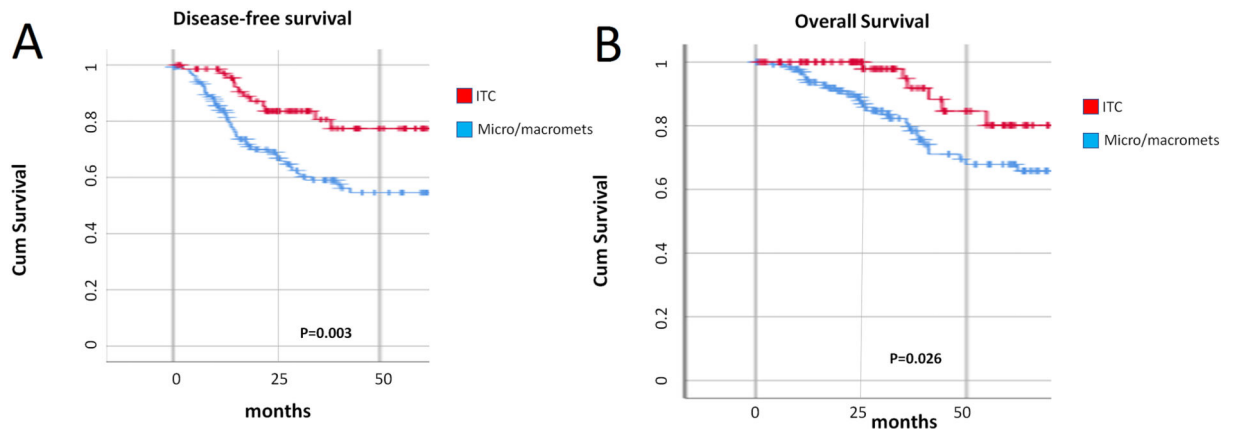 A
Disease-free survival
Cum Survival
1
0.8
0.6
0.4
0.2
0
0
25
50
months
P=0.003
ITC
Micro/macromets
B
Overall Survival
Cum Survival
1
0.8
0.6
0.4
0.2
0
0
25
50
months
P=0.026
ITC
Micro/macromets